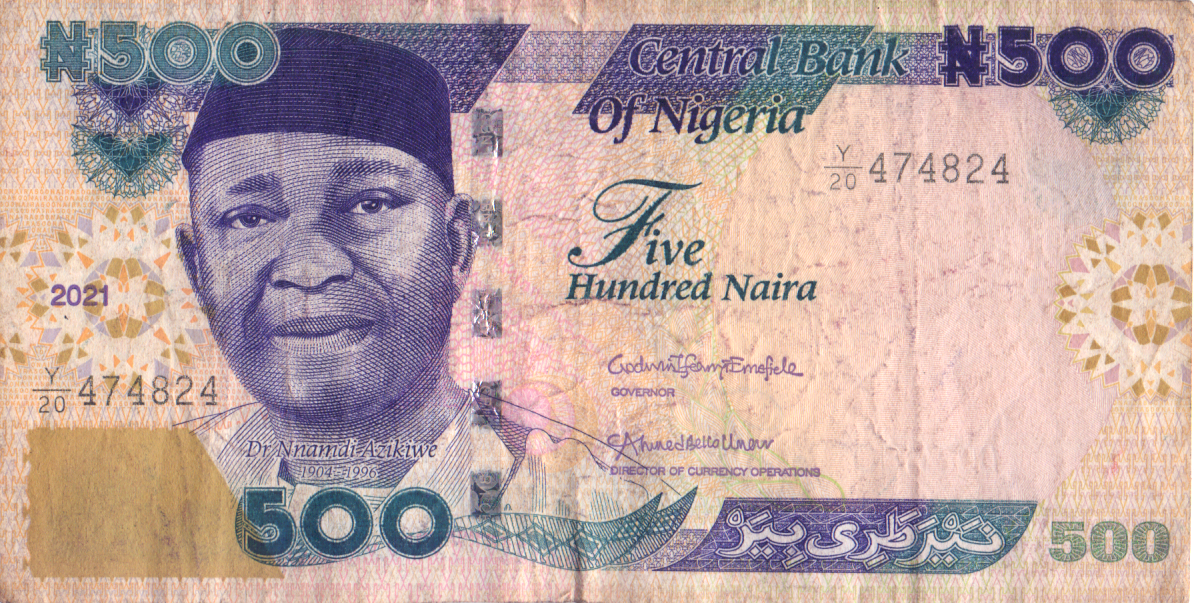 ₦500
Central Bank
Of Nigeria
₦500
Y/20 474824
Five
Hundred Naira
2021
Y/20 474824
GOVERNOR
Dr Nnamdi Azikiwe
1904 - 1996
DIRECTOR OF CURRENCY OPERATIONS
500
نَيْرَ طَرِى بِيَرْ
500